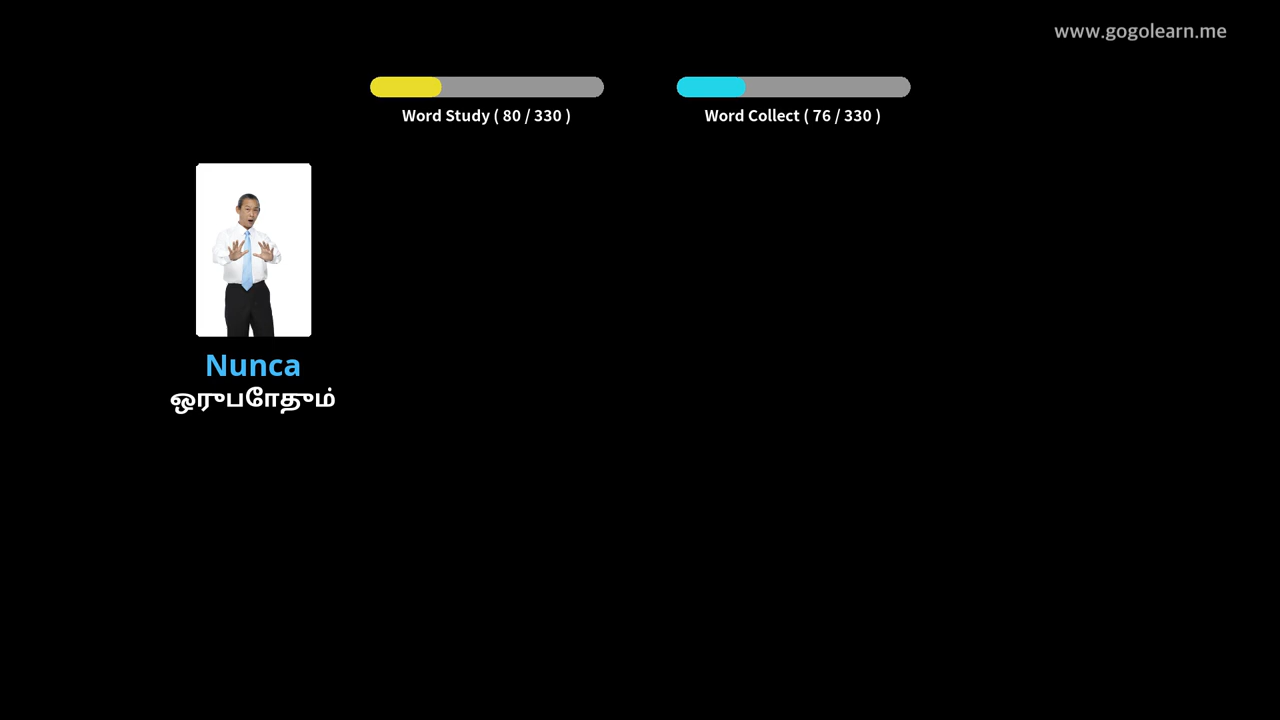 www.gogolearn.me
Word Study ( 80 / 330 )
Word Collect ( 76 / 330 )
Nunca
ஒருபோதும்